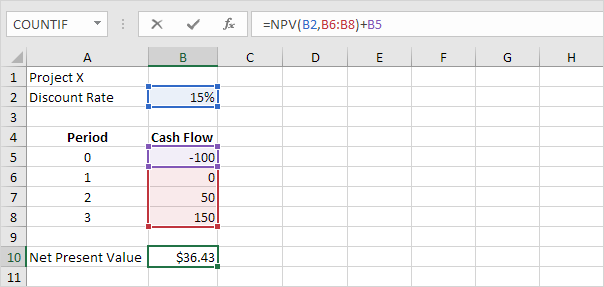 COUNTIF fx =NPV(B2,B6:B8)+B5
A B C D E F G H
1 Project X
2 Discount Rate 15%
3
4 Period Cash Flow
5 0 -100
6 1 0
7 2 50
8 3 150
9
10 Net Present Value $36.43
11